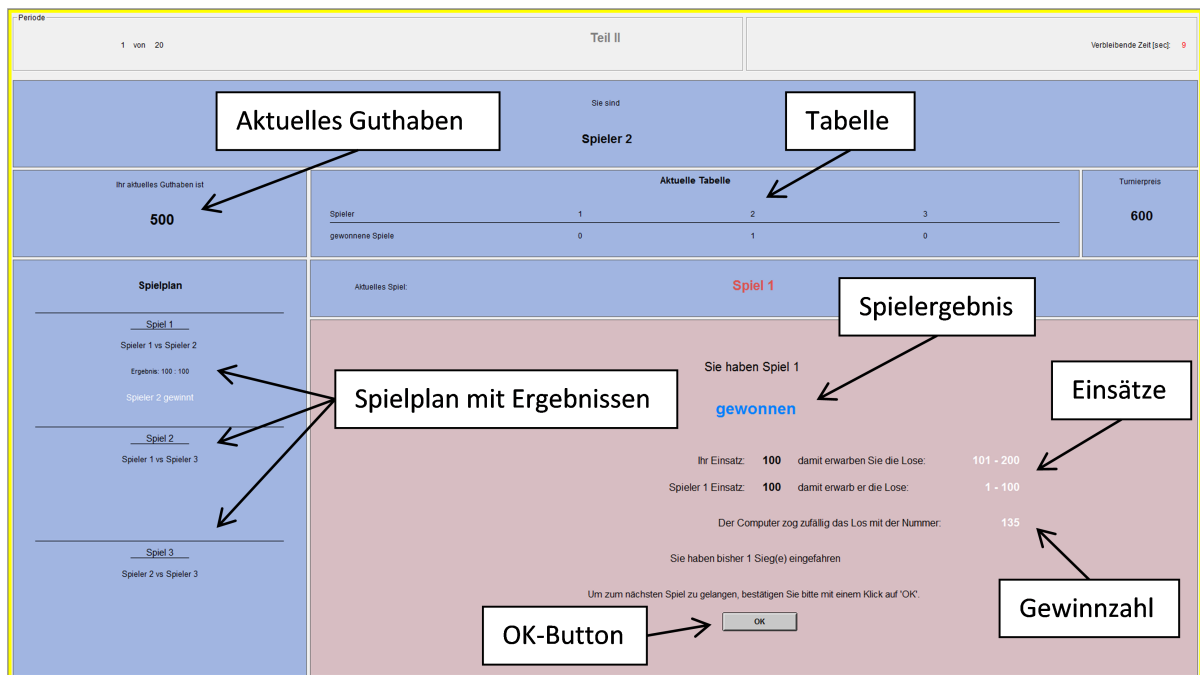 Periode
1 von 20
Teil II
Verbleibende Zeit [sec]: 9
Sie sind
Spieler 2
Aktuelles Guthaben
Tabelle
Ihr aktuelles Guthaben ist
500
Aktuelle Tabelle
Spieler 1 2 3
gewonnene Spiele 0 1 0
Turnierpreis
600
Spielplan
Spiel 1
Spieler 1 vs Spieler 2
Ergebnis: 100 : 100
Spieler 2 gewinnt
Spiel 2
Spieler 1 vs Spieler 3
Spiel 3
Spieler 2 vs Spieler 3
Spielplan mit Ergebnissen
Aktuelles Spiel: Spiel 1
Spielergebnis
Sie haben Spiel 1
gewonnen
Einsätze
Ihr Einsatz: 100 damit erwarben Sie die Lose: 101 - 200
Spieler 1 Einsatz: 100 damit erwarb er die Lose: 1 - 100
Der Computer zog zufällig das Los mit der Nummer: 135
Sie haben bisher 1 Sieg(e) eingefahren
Um zum nächsten Spiel zu gelangen, bestätigen Sie bitte mit einem Klick auf 'OK'.
Gewinnzahl
OK-Button
OK